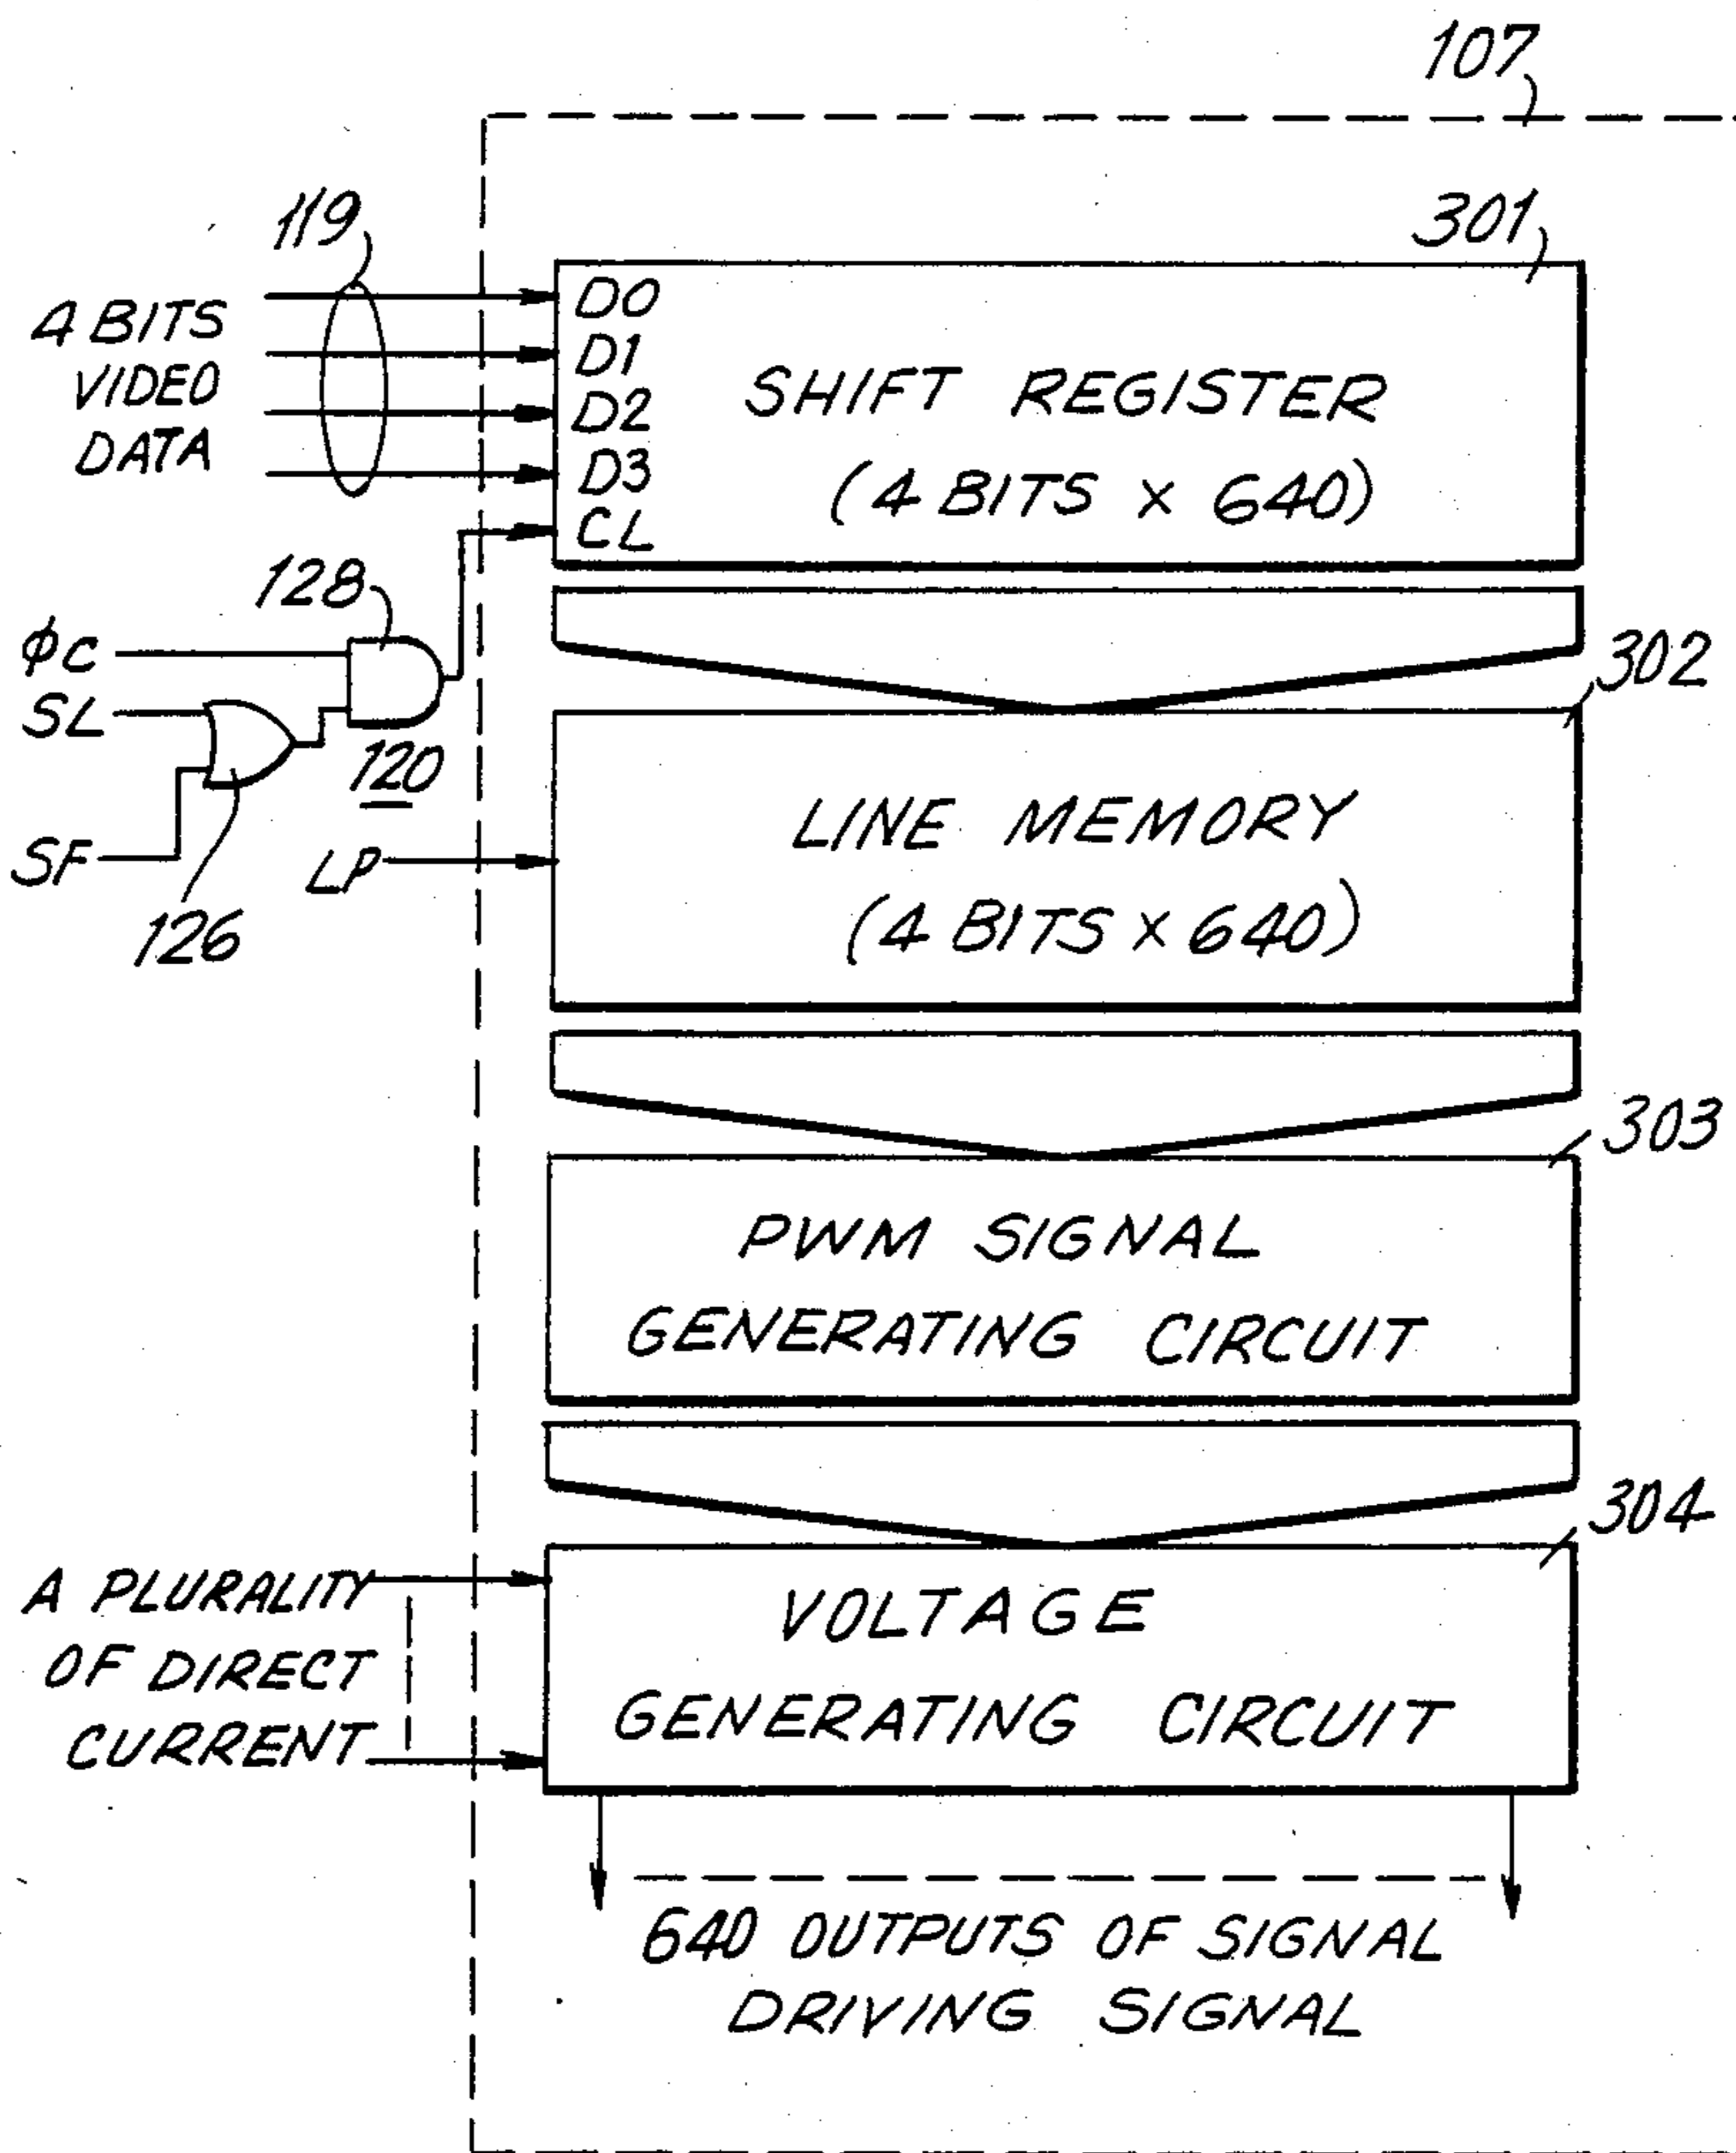 107
119
301
4 BITS
VIDEO
DATA
D0
D1
D2
D3
CL
SHIFT REGISTER
(4 BITS × 640)
128
φC
SL
SF
120
126
302
LP
LINE MEMORY
(4 BITS × 640)
303
PWM SIGNAL
GENERATING CIRCUIT
304
A PLURALITY
OF DIRECT
CURRENT
VOLTAGE
GENERATING CIRCUIT
640 OUTPUTS OF SIGNAL
DRIVING SIGNAL